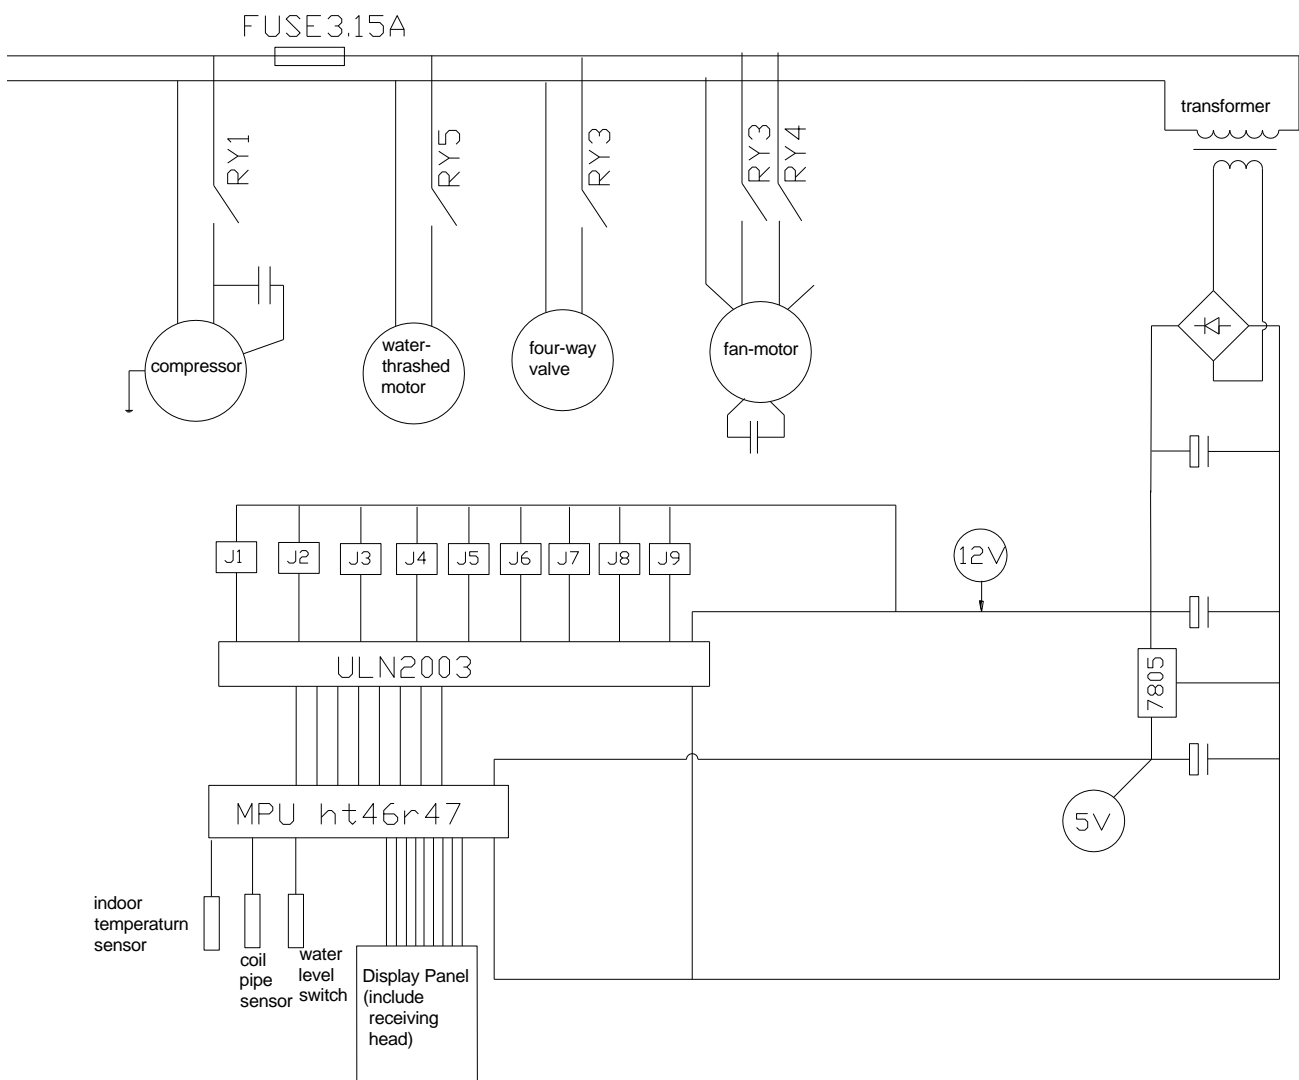 FUSE3.15A
transformer
RY1
RY5
RY3
RY3
RY4
compressor
water-
thrashed
motor
four-way
valve
fan-motor
J1
J2
J3
J4
J5
J6
J7
J8
J9
12V
ULN2003
7805
MPU ht46r47
5V
indoor
temperaturn
sensor
coil
pipe
sensor
water
level
switch
Display Panel
(include
receiving
head)